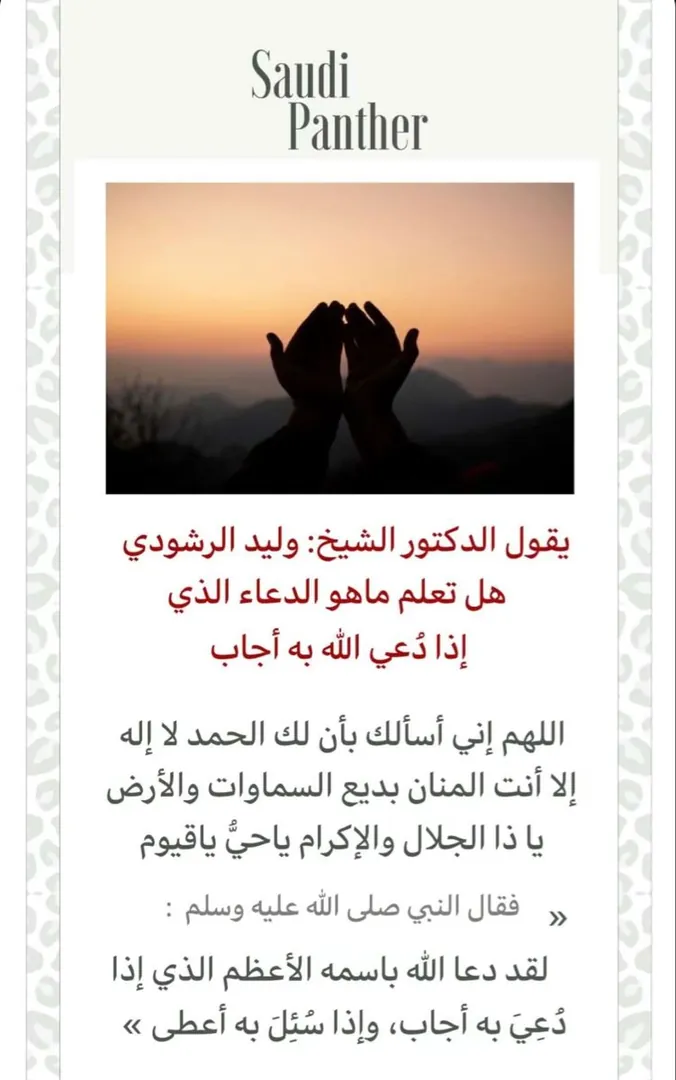 Saudi
Panther
يقول الدكتور الشيخ: وليد الرشودي
هل تعلم ماهو الدعاء الذي
إذا دُعي الله به أجاب
اللهم إني أسألك بأن لك الحمد لا إله
إلا أنت المنان بديع السماوات والأرض
يا ذا الجلال والإكرام ياحيُّ ياقيوم
» فقال النبي صلى الله عليه وسلم :
لقد دعا الله باسمه الأعظم الذي إذا
دُعِيَ به أجاب، وإذا سُئِلَ به أعطى «